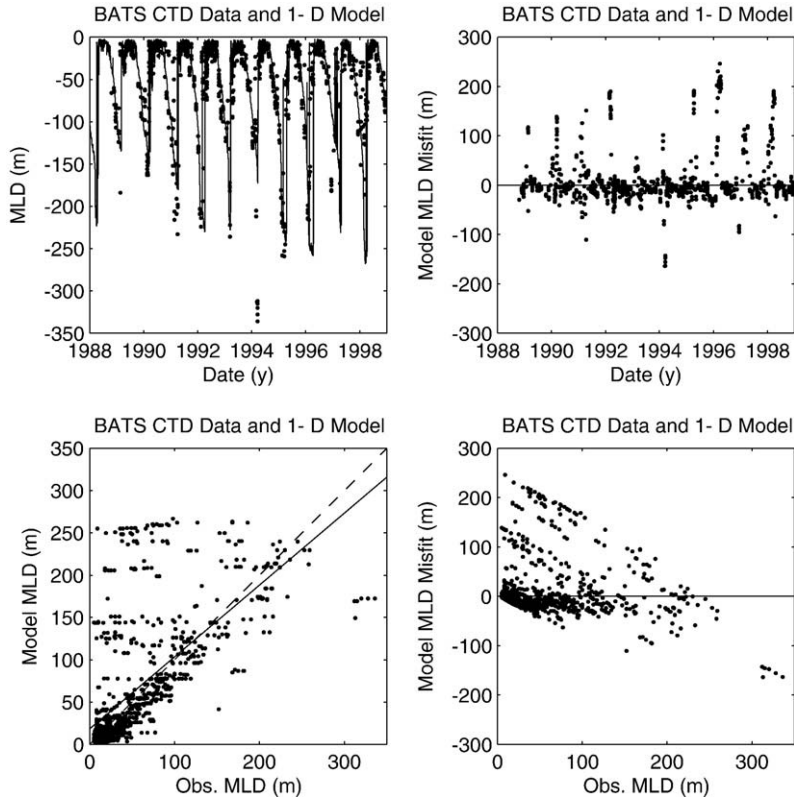 BATS CTD Data and 1- D Model
0
-50
-100
-150
-200
-250
-300
-350
MLD (m)
1988 1990 1992 1994 1996 1998
Date (y)
BATS CTD Data and 1- D Model
300
200
100
0
-100
-200
-300
Model MLD Misfit (m)
1988 1990 1992 1994 1996 1998
Date (y)
BATS CTD Data and 1- D Model
350
300
250
200
150
100
50
0
Model MLD (m)
0 100 200 300
Obs. MLD (m)
BATS CTD Data and 1- D Model
300
200
100
0
-100
-200
-300
Model MLD Misfit (m)
0 100 200 300
Obs. MLD (m)